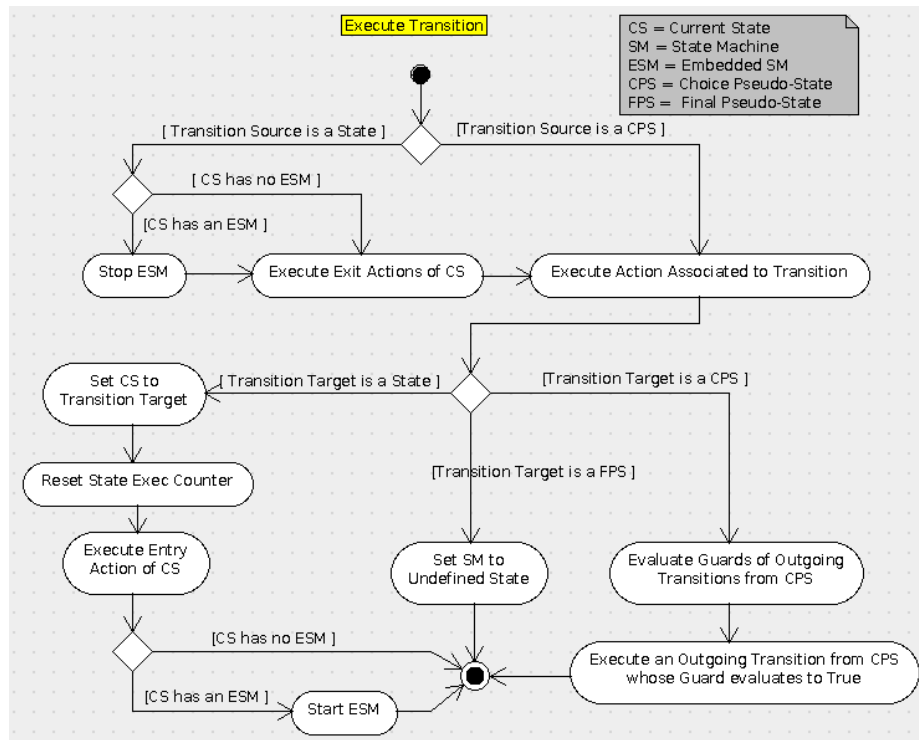 Execute Transition
CS = Current State
SM = State Machine
ESM = Embedded SM
CPS = Choice Pseudo-State
FPS = Final Pseudo-State
[ Transition Source is a State ]
[Transition Source is a CPS ]
[ CS has no ESM ]
[CS has an ESM ]
Stop ESM
Execute Exit Actions of CS
Execute Action Associated to Transition
Set CS to
Transition Target
[ Transition Target is a State ]
[Transition Target is a CPS ]
Reset State Exec Counter
[Transition Target is a FPS ]
Execute Entry
Action of CS
Set SM to
Undefined State
Evaluate Guards of Outgoing
Transitions from CPS
[CS has no ESM ]
[CS has an ESM ]
Start ESM
Execute an Outgoing Transition from CPS
whose Guard evaluates to True